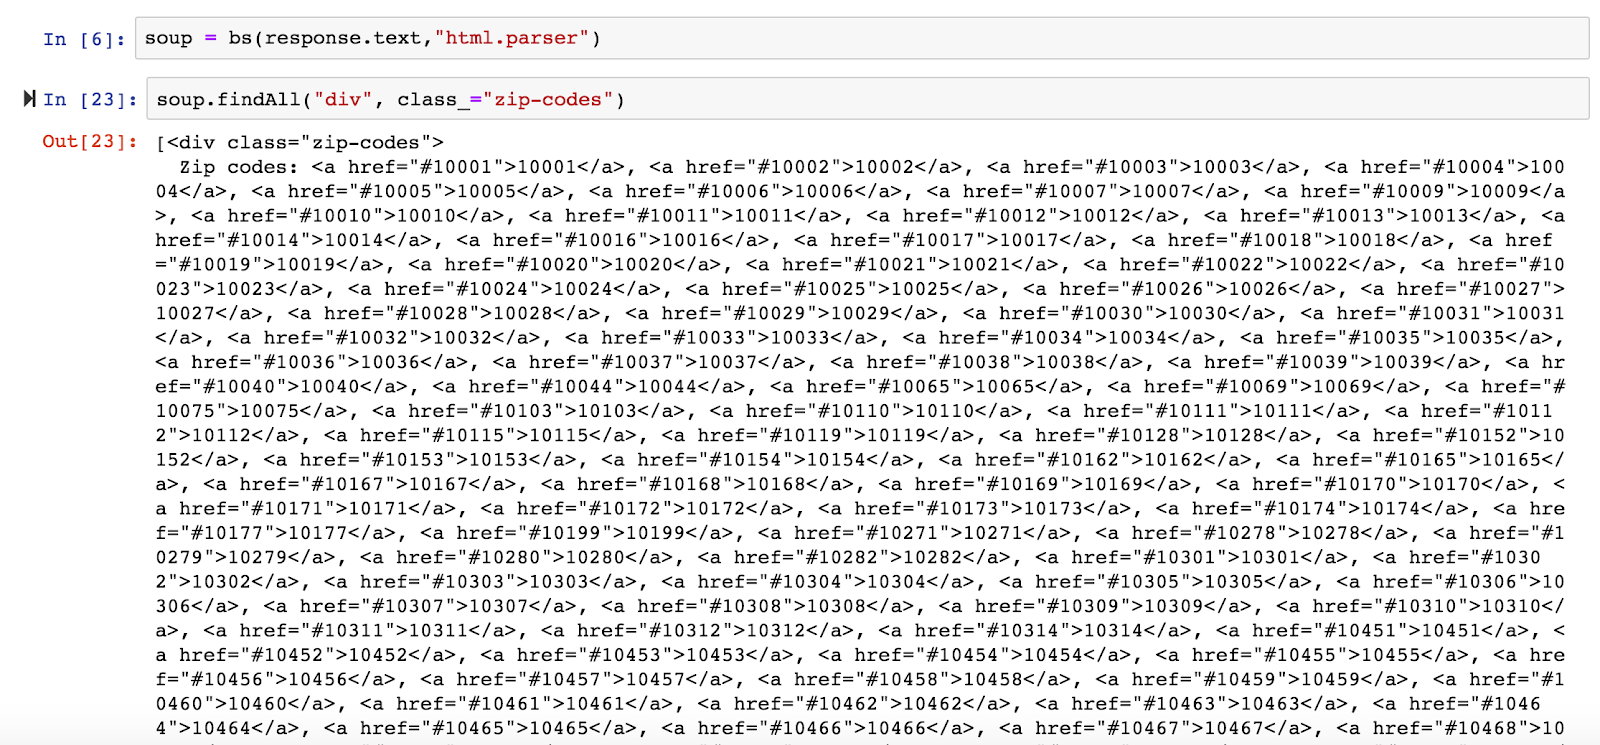 In [6]: soup = bs(response.text,"html.parser")
In [23]: soup.findAll("div", class_="zip-codes")
Out[23]: [<div class="zip-codes">
Zip codes: <a href="#10001">10001</a>, <a href="#10002">10002</a>, <a href="#10003">10003</a>, <a href="#10004">100
04</a>, <a href="#10005">10005</a>, <a href="#10006">10006</a>, <a href="#10007">10007</a>, <a href="#10009">10009</a
>, <a href="#10010">10010</a>, <a href="#10011">10011</a>, <a href="#10012">10012</a>, <a href="#10013">10013</a>, <a
href="#10014">10014</a>, <a href="#10016">10016</a>, <a href="#10017">10017</a>, <a href="#10018">10018</a>, <a href
="#10019">10019</a>, <a href="#10020">10020</a>, <a href="#10021">10021</a>, <a href="#10022">10022</a>, <a href="#10
023">10023</a>, <a href="#10024">10024</a>, <a href="#10025">10025</a>, <a href="#10026">10026</a>, <a href="#10027">
10027</a>, <a href="#10028">10028</a>, <a href="#10029">10029</a>, <a href="#10030">10030</a>, <a href="#10031">10031
</a>, <a href="#10032">10032</a>, <a href="#10033">10033</a>, <a href="#10034">10034</a>, <a href="#10035">10035</a>,
<a href="#10036">10036</a>, <a href="#10037">10037</a>, <a href="#10038">10038</a>, <a href="#10039">10039</a>, <a hr
ef="#10040">10040</a>, <a href="#10044">10044</a>, <a href="#10065">10065</a>, <a href="#10069">10069</a>, <a href="#
10075">10075</a>, <a href="#10103">10103</a>, <a href="#10110">10110</a>, <a href="#10111">10111</a>, <a href="#1011
2">10112</a>, <a href="#10115">10115</a>, <a href="#10119">10119</a>, <a href="#10128">10128</a>, <a href="#10152">10
152</a>, <a href="#10153">10153</a>, <a href="#10154">10154</a>, <a href="#10162">10162</a>, <a href="#10165">10165</
a>, <a href="#10167">10167</a>, <a href="#10168">10168</a>, <a href="#10169">10169</a>, <a href="#10170">10170</a>, <
a href="#10171">10171</a>, <a href="#10172">10172</a>, <a href="#10173">10173</a>, <a href="#10174">10174</a>, <a hre
f="#10177">10177</a>, <a href="#10199">10199</a>, <a href="#10271">10271</a>, <a href="#10278">10278</a>, <a href="#1
0279">10279</a>, <a href="#10280">10280</a>, <a href="#10282">10282</a>, <a href="#10301">10301</a>, <a href="#1030
2">10302</a>, <a href="#10303">10303</a>, <a href="#10304">10304</a>, <a href="#10305">10305</a>, <a href="#10306">10
306</a>, <a href="#10307">10307</a>, <a href="#10308">10308</a>, <a href="#10309">10309</a>, <a href="#10310">10310</
a>, <a href="#10311">10311</a>, <a href="#10312">10312</a>, <a href="#10314">10314</a>, <a href="#10451">10451</a>, <
a href="#10452">10452</a>, <a href="#10453">10453</a>, <a href="#10454">10454</a>, <a href="#10455">10455</a>, <a hre
f="#10456">10456</a>, <a href="#10457">10457</a>, <a href="#10458">10458</a>, <a href="#10459">10459</a>, <a href="#1
0460">10460</a>, <a href="#10461">10461</a>, <a href="#10462">10462</a>, <a href="#10463">10463</a>, <a href="#1046
4">10464</a>, <a href="#10465">10465</a>, <a href="#10466">10466</a>, <a href="#10467">10467</a>, <a href="#10468">10